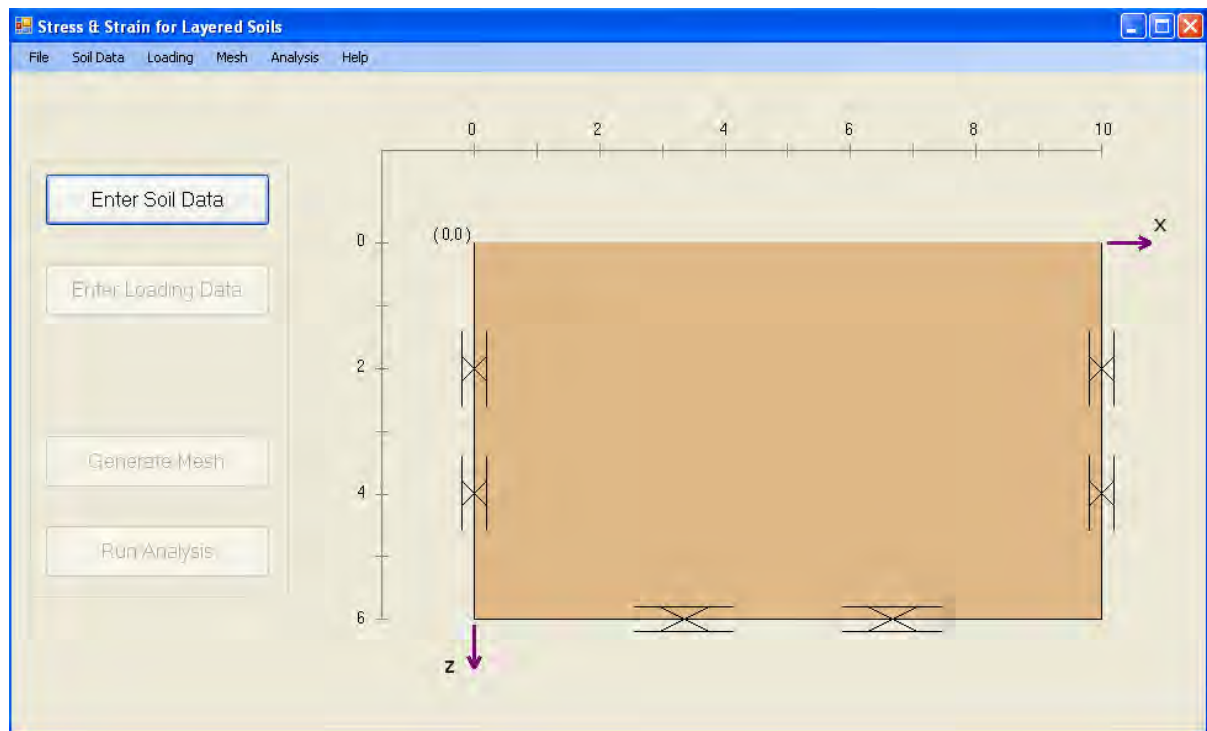 Stress & Strain for Layered Soils
File Soil Data Loading Mesh Analysis Help
0 2 4 6 8 10
Enter Soil Data
Enter Loading Data
Generate Mesh
Run Analysis
0
2
4
6
(0,0)
X
Z